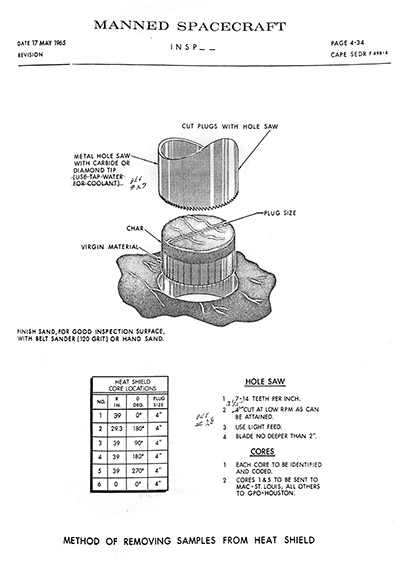 MANNED SPACECRAFT
DATE 17 MAY 1965
INSP__
PAGE 4-34
REVISION
CAPE SEDR F498-4
CUT PLUGS WITH HOLE SAW
METAL HOLE SAW
WITH CARBIDE OR
DIAMOND TIP
(USE TAP WATER
FOR COOLANT)
PLUG SIZE
CHAR
VIRGIN MATERIAL
FINISH SAND, FOR GOOD INSPECTION SURFACE,
WITH BELT SANDER (120 GRIT) OR HAND SAND.
HEAT SHIELD
CORE LOCATIONS
NO. R IN. θ DEG. PLUG SIZE
1 39 0° 4"
2 29.3 180° 4"
3 39 90° 4"
4 39 180° 4"
5 39 270° 4"
6 0 0° 4"
HOLE SAW
1 7-14 TEETH PER INCH.
2 4" CUT AT LOW RPM AS CAN
BE ATTAINED.
3 USE LIGHT FEED.
4 BLADE NO DEEPER THAN 2".
CORES
1 EACH CORE TO BE IDENTIFIED
AND CODED.
2 CORES 1 & 5 TO BE SENT TO
MAC-ST. LOUIS; ALL OTHERS
TO GPO-HOUSTON.
METHOD OF REMOVING SAMPLES FROM HEAT SHIELD